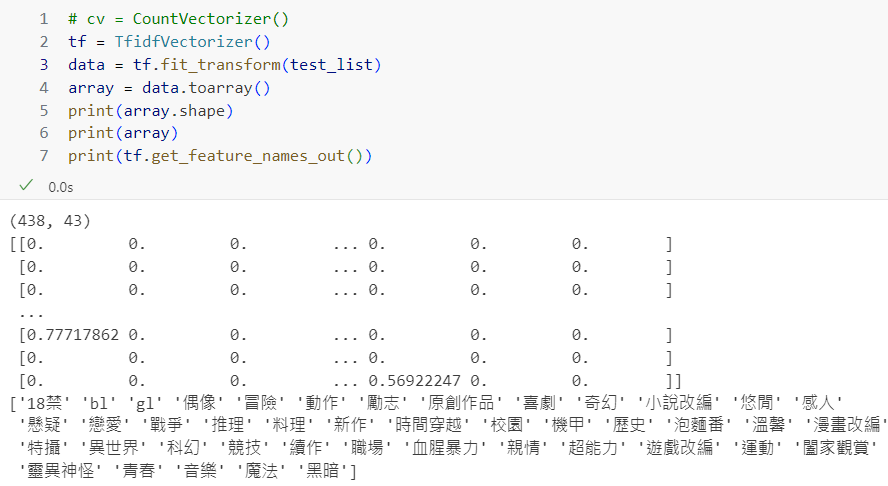 1 # cv = CountVectorizer()
2 tf = TfidfVectorizer()
3 data = tf.fit_transform(test_list)
4 array = data.toarray()
5 print(array.shape)
6 print(array)
7 print(tf.get_feature_names_out())
0.0s
(438, 43)
[[0. 0. 0. ... 0. 0. 0. ]
[0. 0. 0. ... 0. 0. 0. ]
[0. 0. 0. ... 0. 0. 0. ]
...
[0.77717862 0. 0. ... 0. 0. 0. ]
[0. 0. 0. ... 0. 0. 0. ]
[0. 0. 0. ... 0.56922247 0. 0. ]]
['18禁' 'bl' 'gl' '偶像' '冒險' '動作' '勵志' '原創作品' '喜劇' '奇幻' '小說改編' '悠閒' '感人'
'懸疑' '戀愛' '戰爭' '推理' '料理' '新作' '時間穿越' '校園' '機甲' '歷史' '泡麵番' '溫馨' '漫畫改編'
'特攝' '異世界' '科幻' '競技' '續作' '職場' '血腥暴力' '親情' '超能力' '遊戲改編' '運動' '闔家觀賞'
'靈異神怪' '青春' '音樂' '魔法' '黑暗']